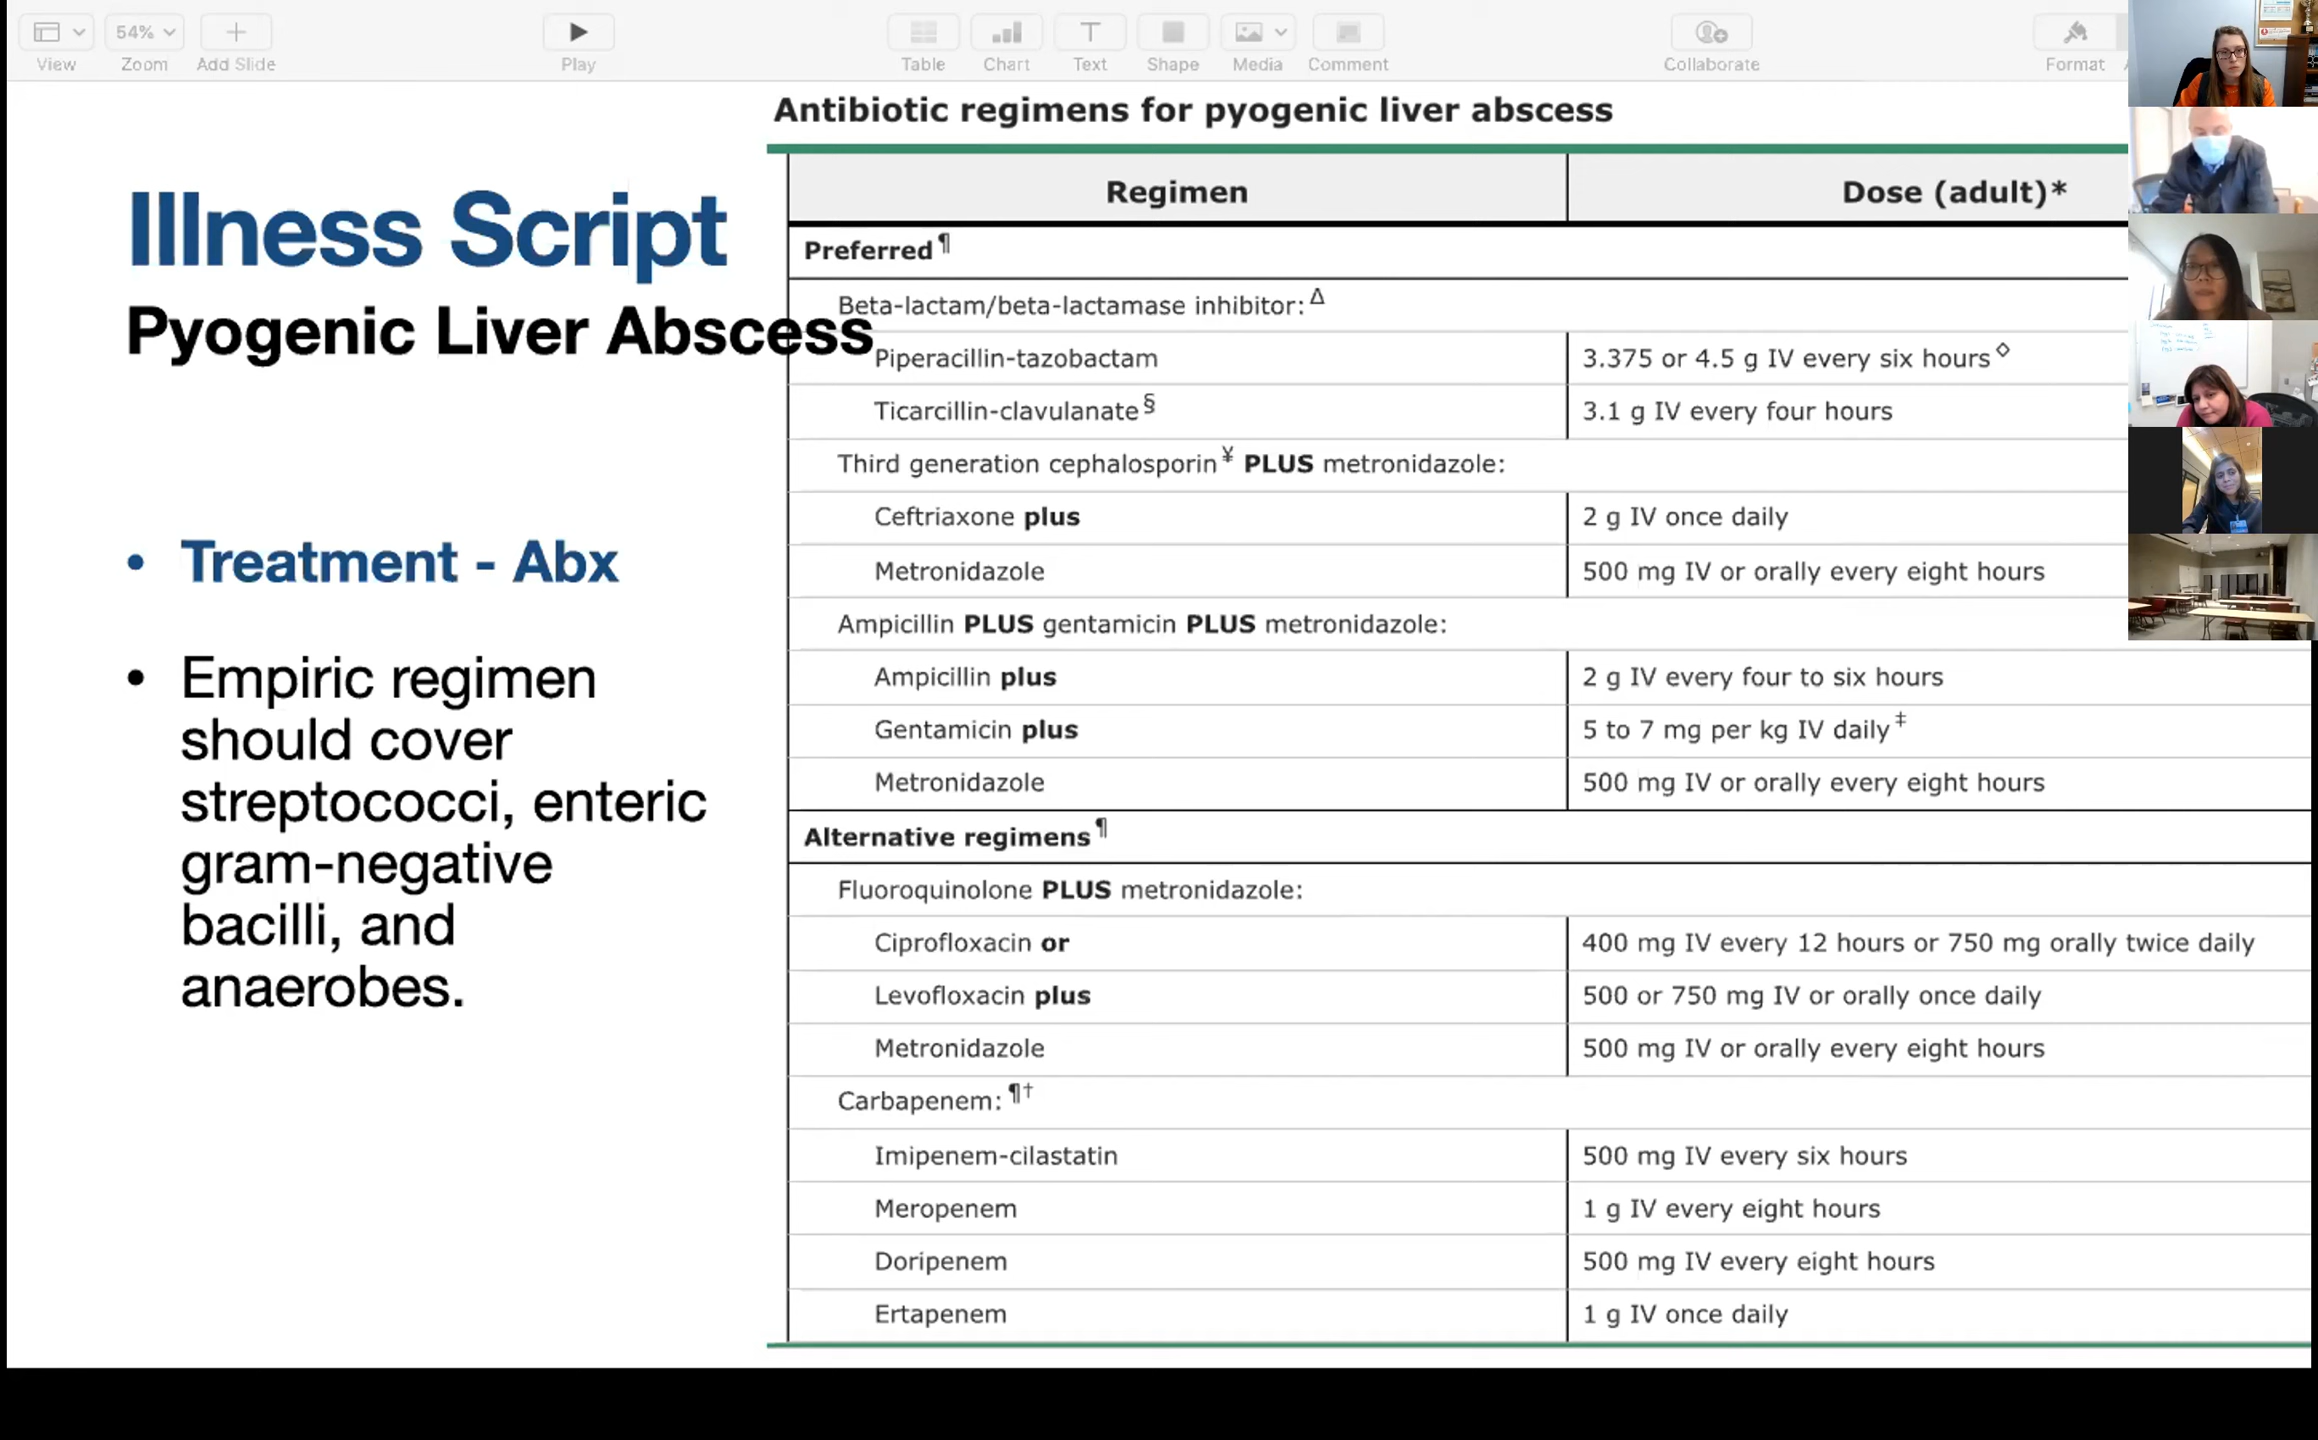 View
54%
Zoom
Add Slide
Play
Table
Chart
Text
Shape
Media
Comment
Collaborate
Format
Illness Script
Pyogenic Liver Abscess
• Treatment - Abx
• Empiric regimen
should cover
streptococci, enteric
gram-negative
bacilli, and
anaerobes.
Antibiotic regimens for pyogenic liver abscess
Regimen Dose (adult)*
Preferred¶
Beta-lactam/beta-lactamase inhibitor:Δ
Piperacillin-tazobactam 3.375 or 4.5 g IV every six hours◇
Ticarcillin-clavulanate§ 3.1 g IV every four hours
Third generation cephalosporin¥ PLUS metronidazole:
Ceftriaxone plus 2 g IV once daily
Metronidazole 500 mg IV or orally every eight hours
Ampicillin PLUS gentamicin PLUS metronidazole:
Ampicillin plus 2 g IV every four to six hours
Gentamicin plus 5 to 7 mg per kg IV daily‡
Metronidazole 500 mg IV or orally every eight hours
Alternative regimens¶
Fluoroquinolone PLUS metronidazole:
Ciprofloxacin or 400 mg IV every 12 hours or 750 mg orally twice daily
Levofloxacin plus 500 or 750 mg IV or orally once daily
Metronidazole 500 mg IV or orally every eight hours
Carbapenem:¶†
Imipenem-cilastatin 500 mg IV every six hours
Meropenem 1 g IV every eight hours
Doripenem 500 mg IV every eight hours
Ertapenem 1 g IV once daily